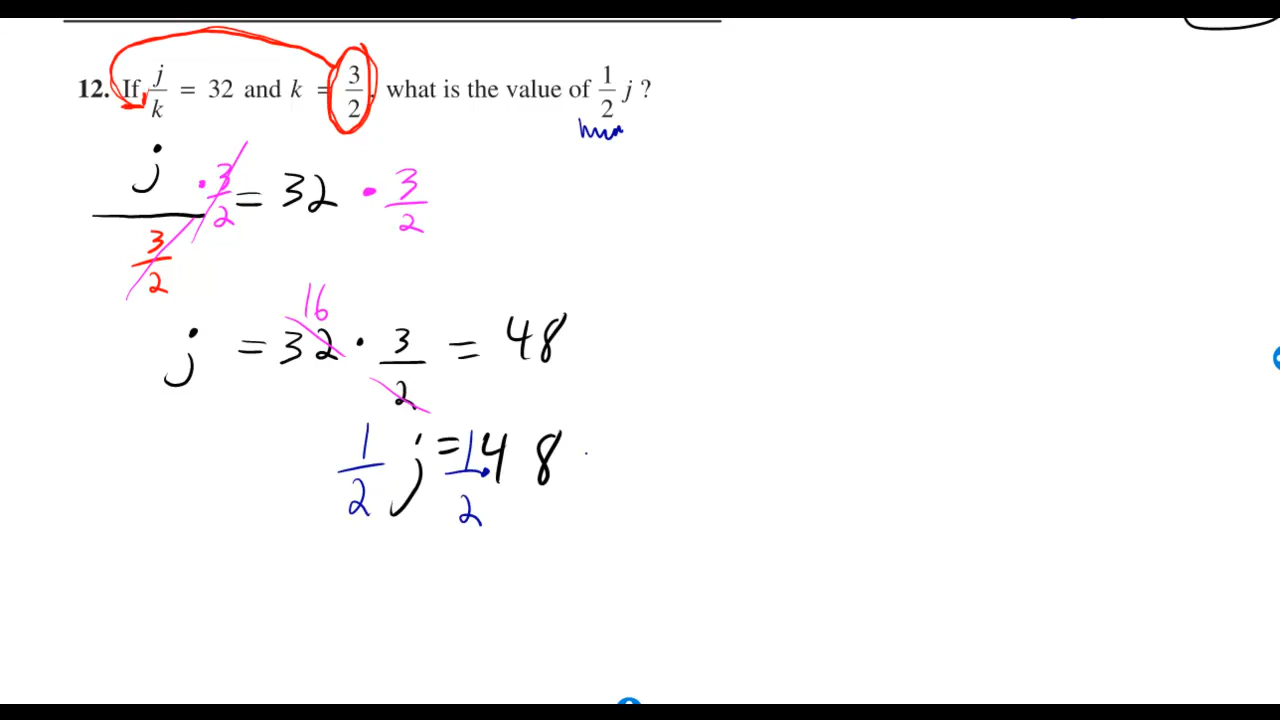 12. If j/k = 32 and k = 3/2, what is the value of 1/2 j ?
j/(3/2) · 3/2 = 32 · 3/2
16
j = 32 · 3/2 = 48
1/2 j = 1/2 · 48